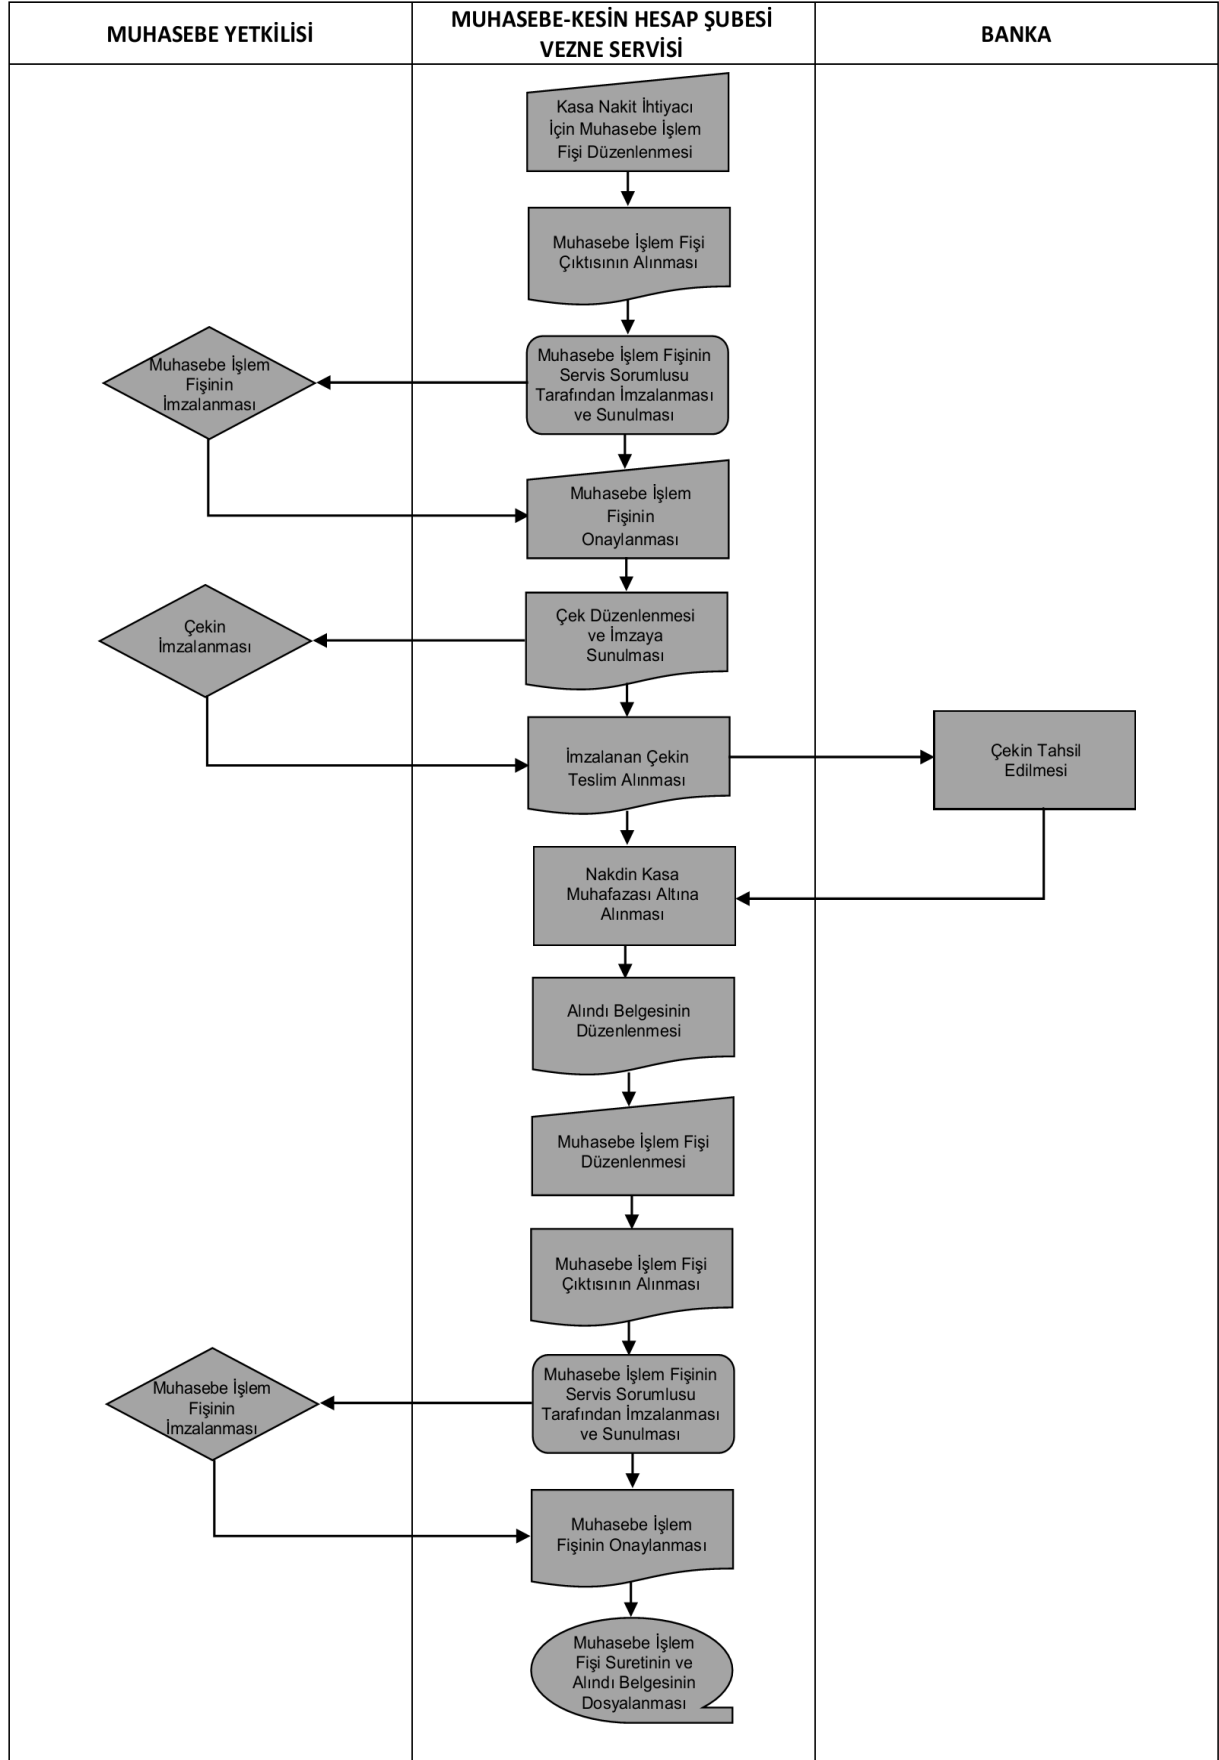 MUHASEBE YETKİLİSİ
MUHASEBE-KESİN HESAP ŞUBESİ
VEZNE SERVİSİ
BANKA
Kasa Nakit İhtiyacı
İçin Muhasebe İşlem
Fişi Düzenlenmesi
Muhasebe İşlem Fişi
Çıktısının Alınması
Muhasebe İşlem
Fişinin
İmzalanması
Muhasebe İşlem Fişinin
Servis Sorumlusu
Tarafından İmzalanması
ve Sunulması
Muhasebe İşlem
Fişinin
Onaylanması
Çekin
İmzalanması
Çek Düzenlenmesi
ve İmzaya
Sunulması
İmzalanan Çekin
Teslim Alınması
Çekin Tahsil
Edilmesi
Nakdin Kasa
Muhafazası Altına
Alınması
Alındı Belgesinin
Düzenlenmesi
Muhasebe İşlem Fişi
Düzenlenmesi
Muhasebe İşlem Fişi
Çıktısının Alınması
Muhasebe İşlem
Fişinin
İmzalanması
Muhasebe İşlem Fişinin
Servis Sorumlusu
Tarafından İmzalanması
ve Sunulması
Muhasebe İşlem
Fişinin Onaylanması
Muhasebe İşlem
Fişi Suretinin ve
Alındı Belgesinin
Dosyalanması